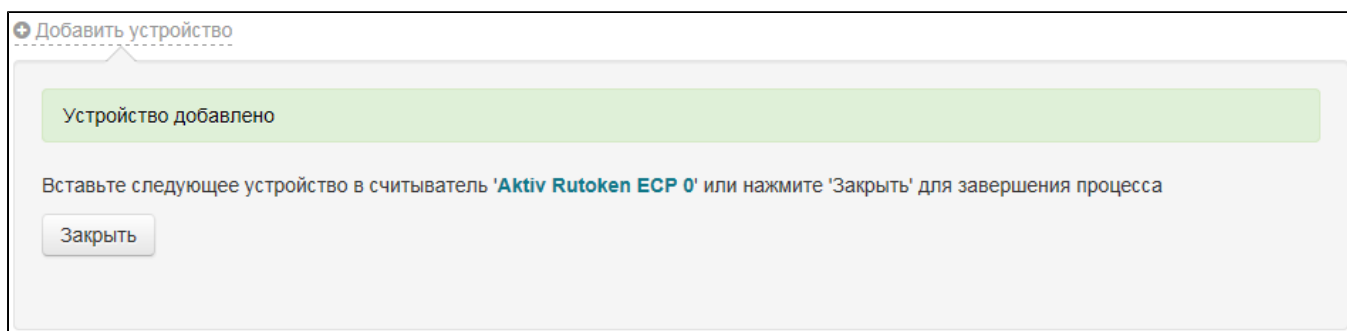 Добавить устройство
Устройство добавлено
Вставьте следующее устройство в считыватель 'Aktiv Rutoken ECP 0' или нажмите 'Закрыть' для завершения процесса
Закрыть